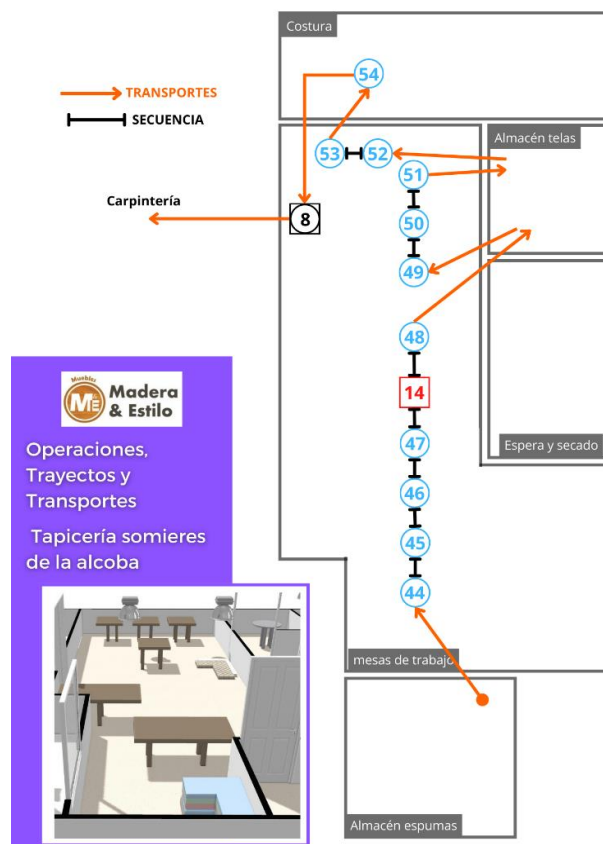 Costura
54
TRANSPORTES
SECUENCIA
53
52
Almacén telas
51
Carpintería
8
50
49
48
14
Muebles
M&E
Madera
& Estilo
47
Espera y secado
Operaciones,
Trayectos y
Transportes
46
Tapicería somieres
de la alcoba
45
44
mesas de trabajo
Almacén espumas